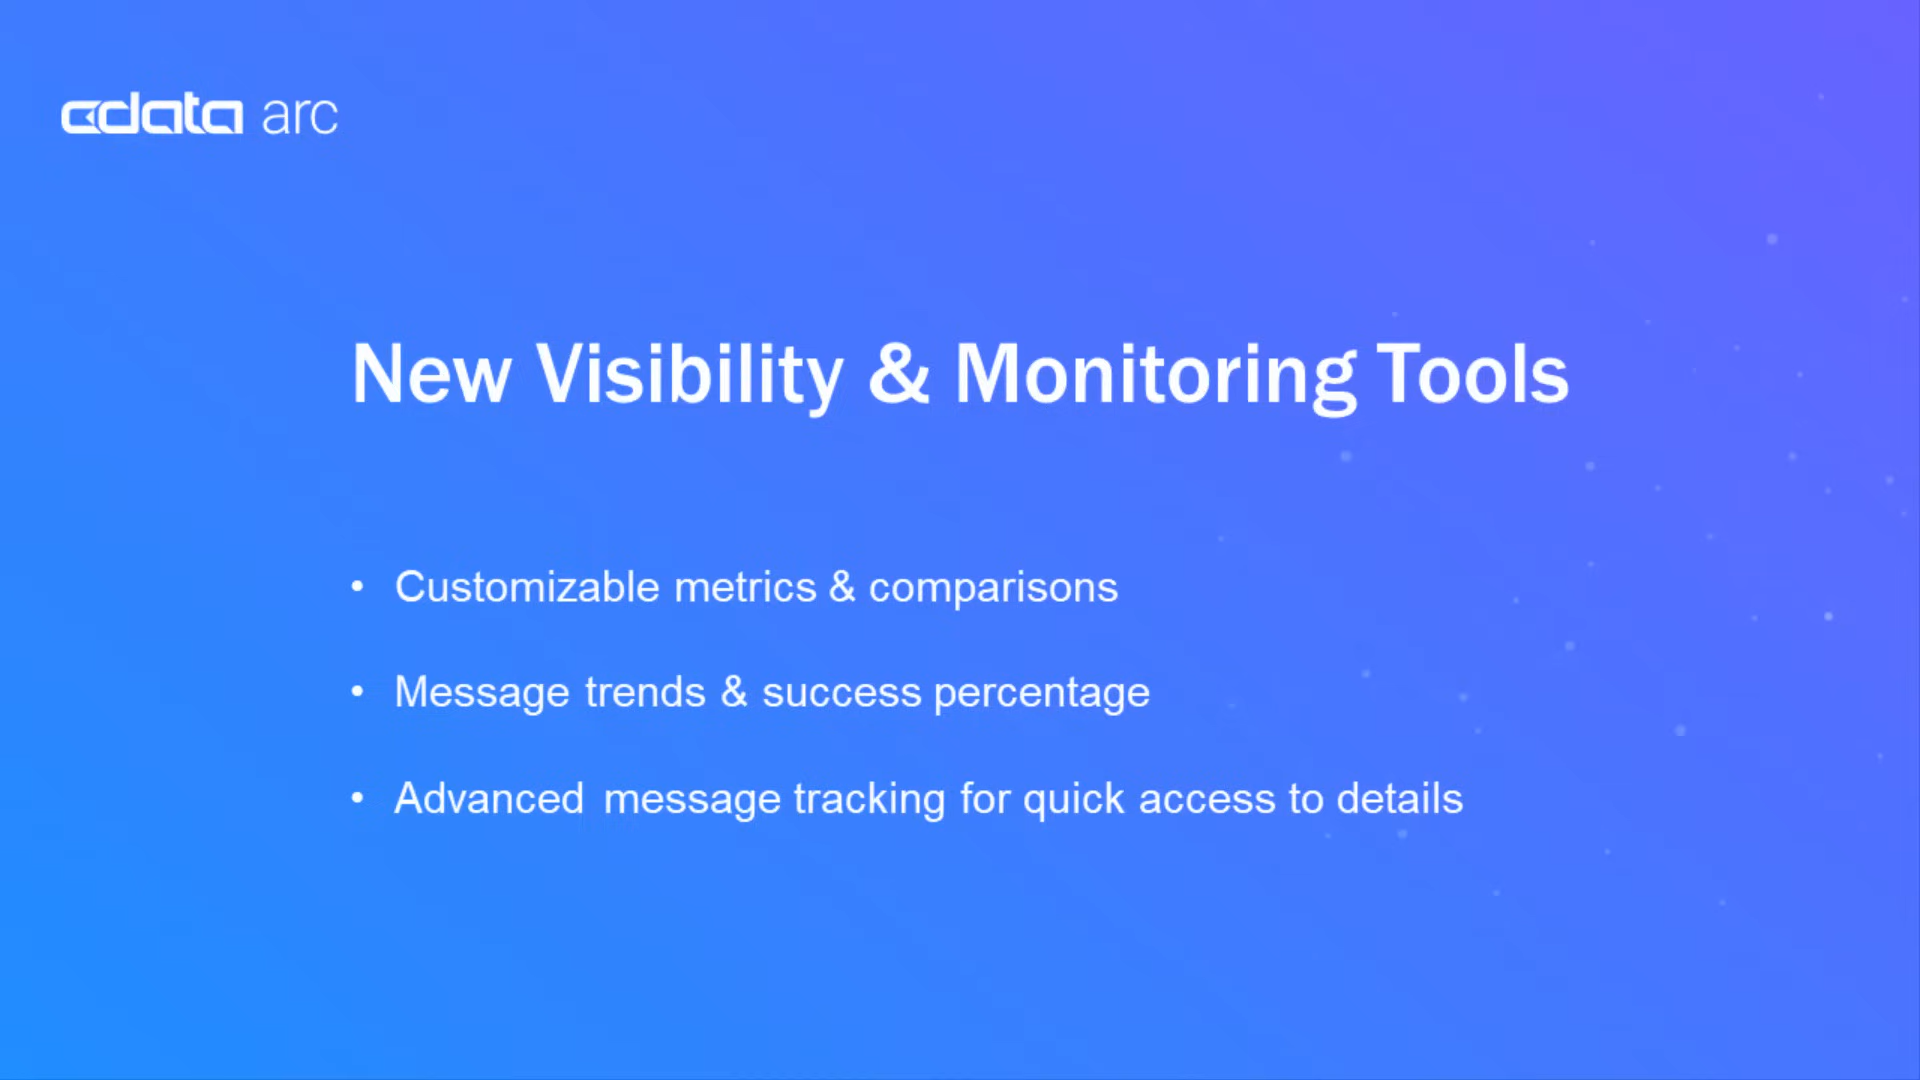 cdata arc
New Visibility & Monitoring Tools
• Customizable metrics & comparisons
• Message trends & success percentage
• Advanced message tracking for quick access to details